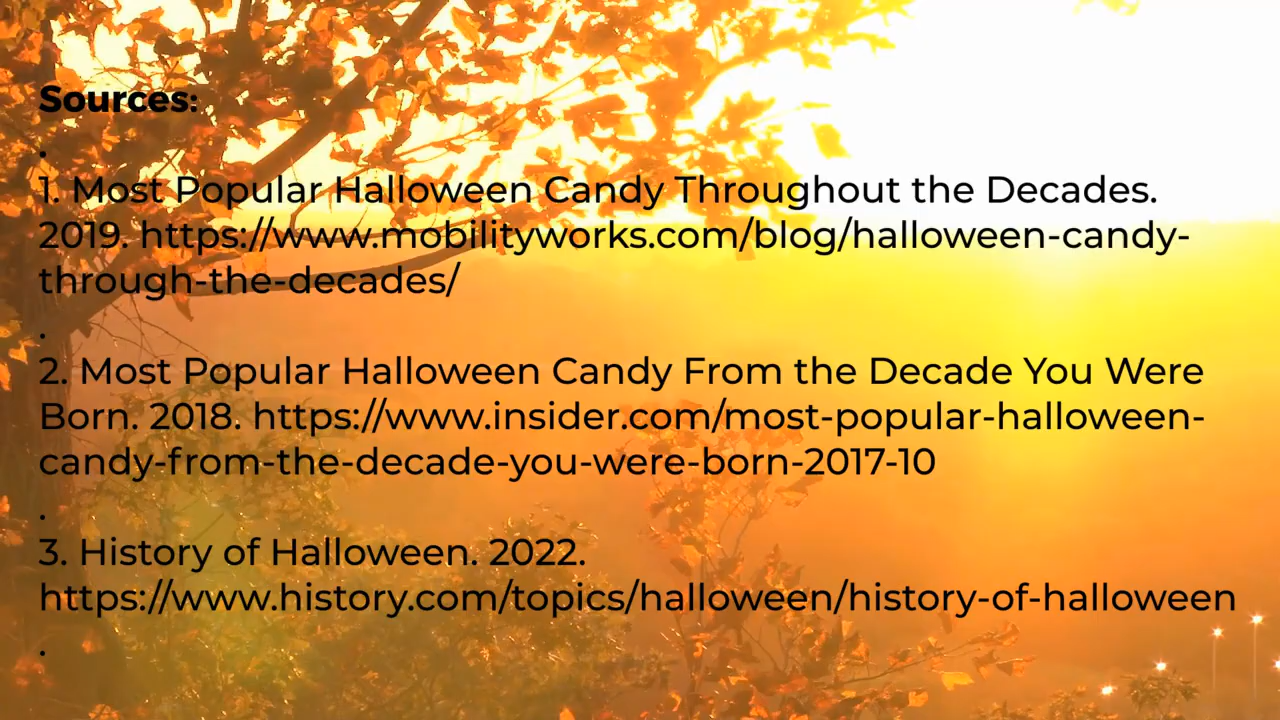 Sources:
.
1. Most Popular Halloween Candy Throughout the Decades.
2019. https://www.mobilityworks.com/blog/halloween-candy-
through-the-decades/
.
2. Most Popular Halloween Candy From the Decade You Were
Born. 2018. https://www.insider.com/most-popular-halloween-
candy-from-the-decade-you-were-born-2017-10
.
3. History of Halloween. 2022.
https://www.history.com/topics/halloween/history-of-halloween
.